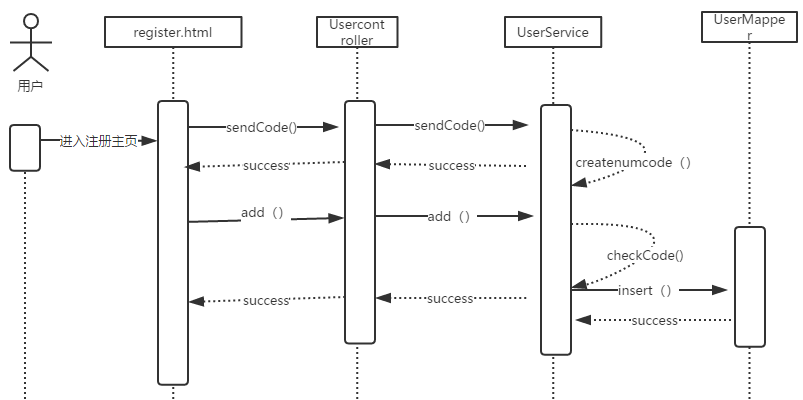 register.html
Usercont
roller
UserService
UserMappe
r
用户
进入注册主页
sendCode()
sendCode()
createnumcode（）
success
success
add（）
add（）
checkCode()
insert（）
success
success
success